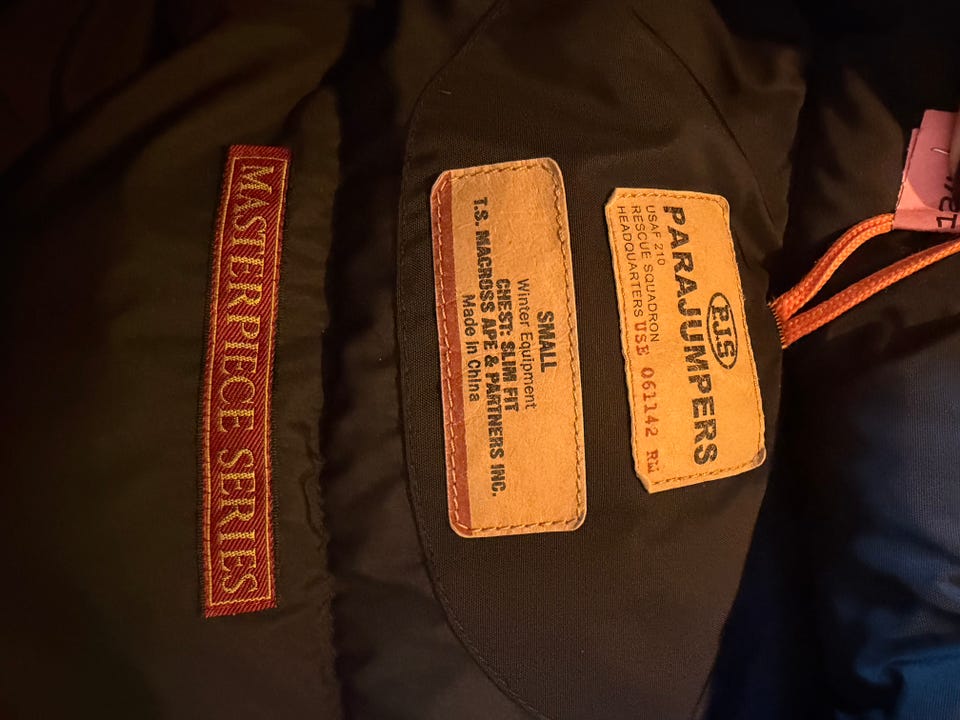 P.J.S
PARAJUMPERS
USAF 210
RESCUE SQUADRON
HEADQUARTERS USE 061142 RW
SMALL
Winter Equipment
CHEST: SLIM FIT
T.S. MACROSS APE & PARTNERS INC.
Made in China
MASTERPIECE SERIES